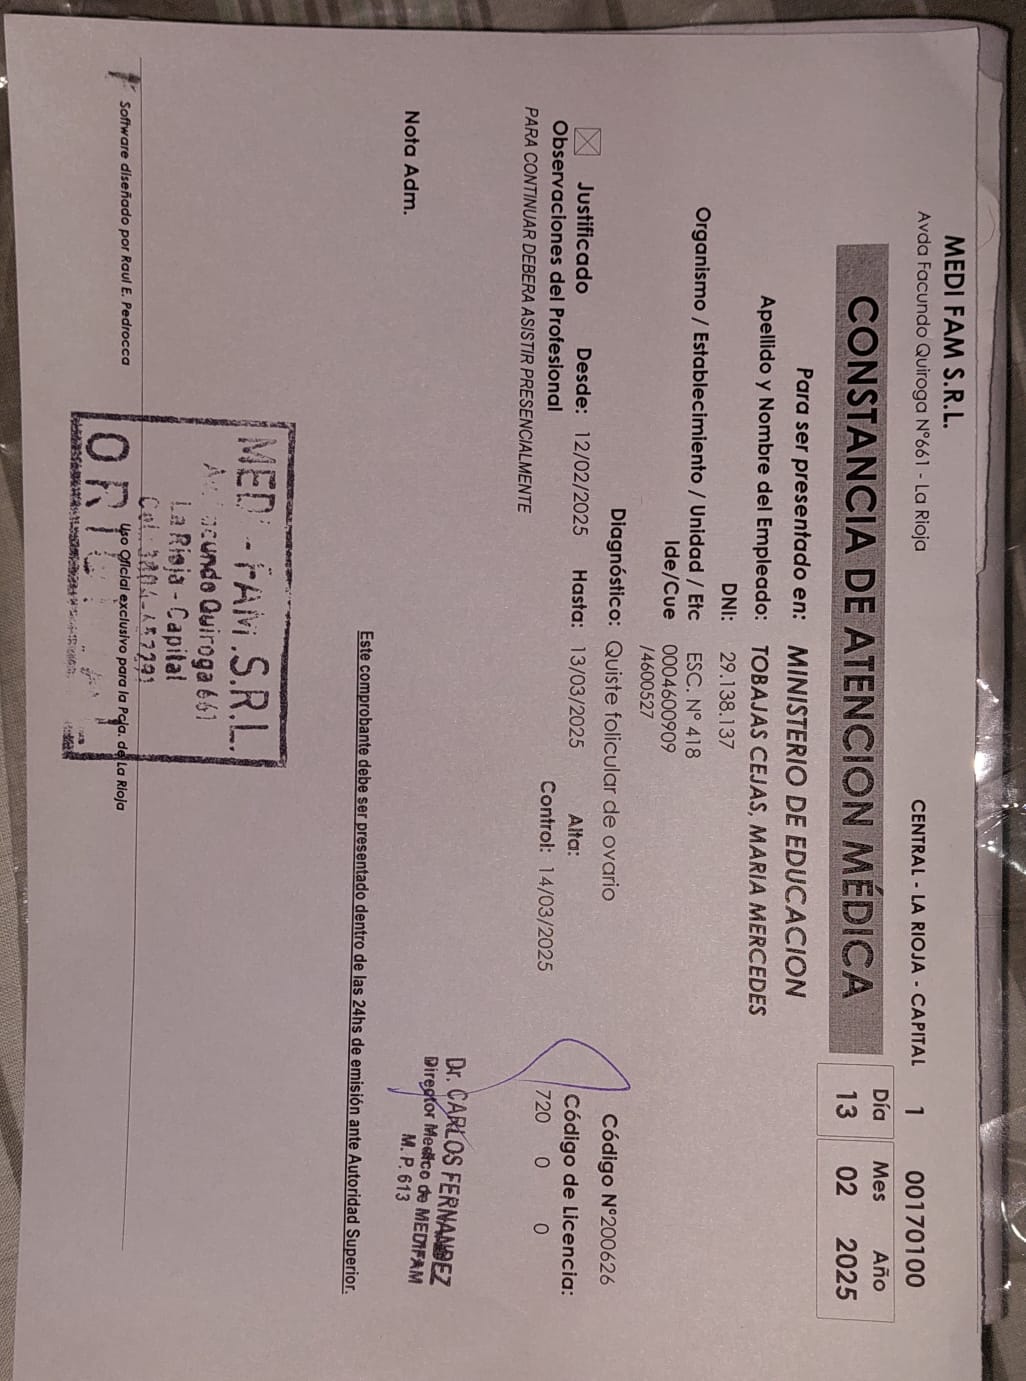 MEDI FAM S.R.L.
Avda Facundo Quiroga N°661 - La Rioja
CENTRAL - LA RIOJA - CAPITAL 1 00170100
CONSTANCIA DE ATENCION MÉDICA
Día Mes Año
13 02 2025
Para ser presentado en: MINISTERIO DE EDUCACION
Apellido y Nombre del Empleado: TOBAJAS CEJAS, MARIA MERCEDES
DNI: 29.138.137
Organismo / Establecimiento / Unidad / Etc ESC. N° 418
Ide/Cue 0004600909
/4600527
Diagnóstico: Quiste folicular de ovario
Código N°200626
Justificado Desde: 12/02/2025 Hasta: 13/03/2025 Alta:
Código de Licencia:
Observaciones del Profesional
Control: 14/03/2025
720 0 0
PARA CONTINUAR DEBERA ASISTIR PRESENCIALMENTE
Dr. CARLOS FERNANDEZ
Director Medico de MEDIFAM
M. P. 613
Nota Adm.
Este comprobante debe ser presentado dentro de las 24hs de emisión ante Autoridad Superior.
MEDI - FAM. S.R.L.
Facundo Quiroga 661
La Rioja - Capital
Software diseñado por Raul E. Pedrocca
Uso Oficial exclusivo para la Pcia. de La Rioja